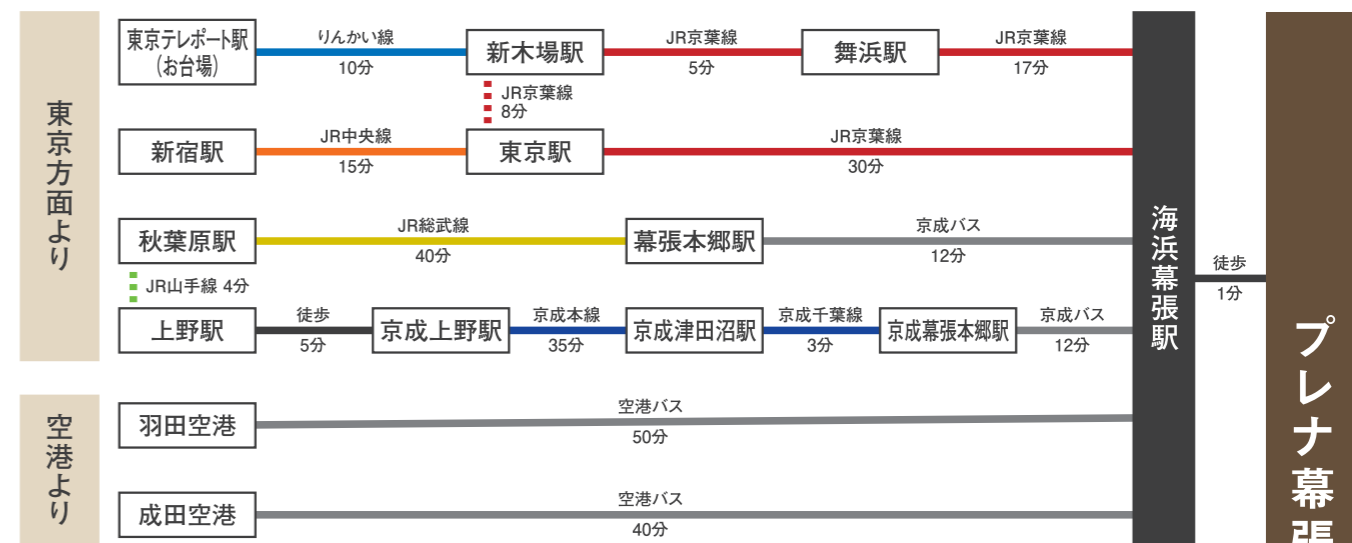 東京方面より
東京テレポート駅
(お台場)
りんかい線
10分
新木場駅
JR京葉線
5分
舞浜駅
JR京葉線
17分
JR京葉線
8分
新宿駅
JR中央線
15分
東京駅
JR京葉線
30分
秋葉原駅
JR総武線
40分
幕張本郷駅
京成バス
12分
JR山手線 4分
上野駅
徒歩
5分
京成上野駅
京成本線
35分
京成津田沼駅
京成千葉線
3分
京成幕張本郷駅
京成バス
12分
空港より
羽田空港
空港バス
50分
成田空港
空港バス
40分
海浜幕張駅
徒歩
1分
プレナ幕張